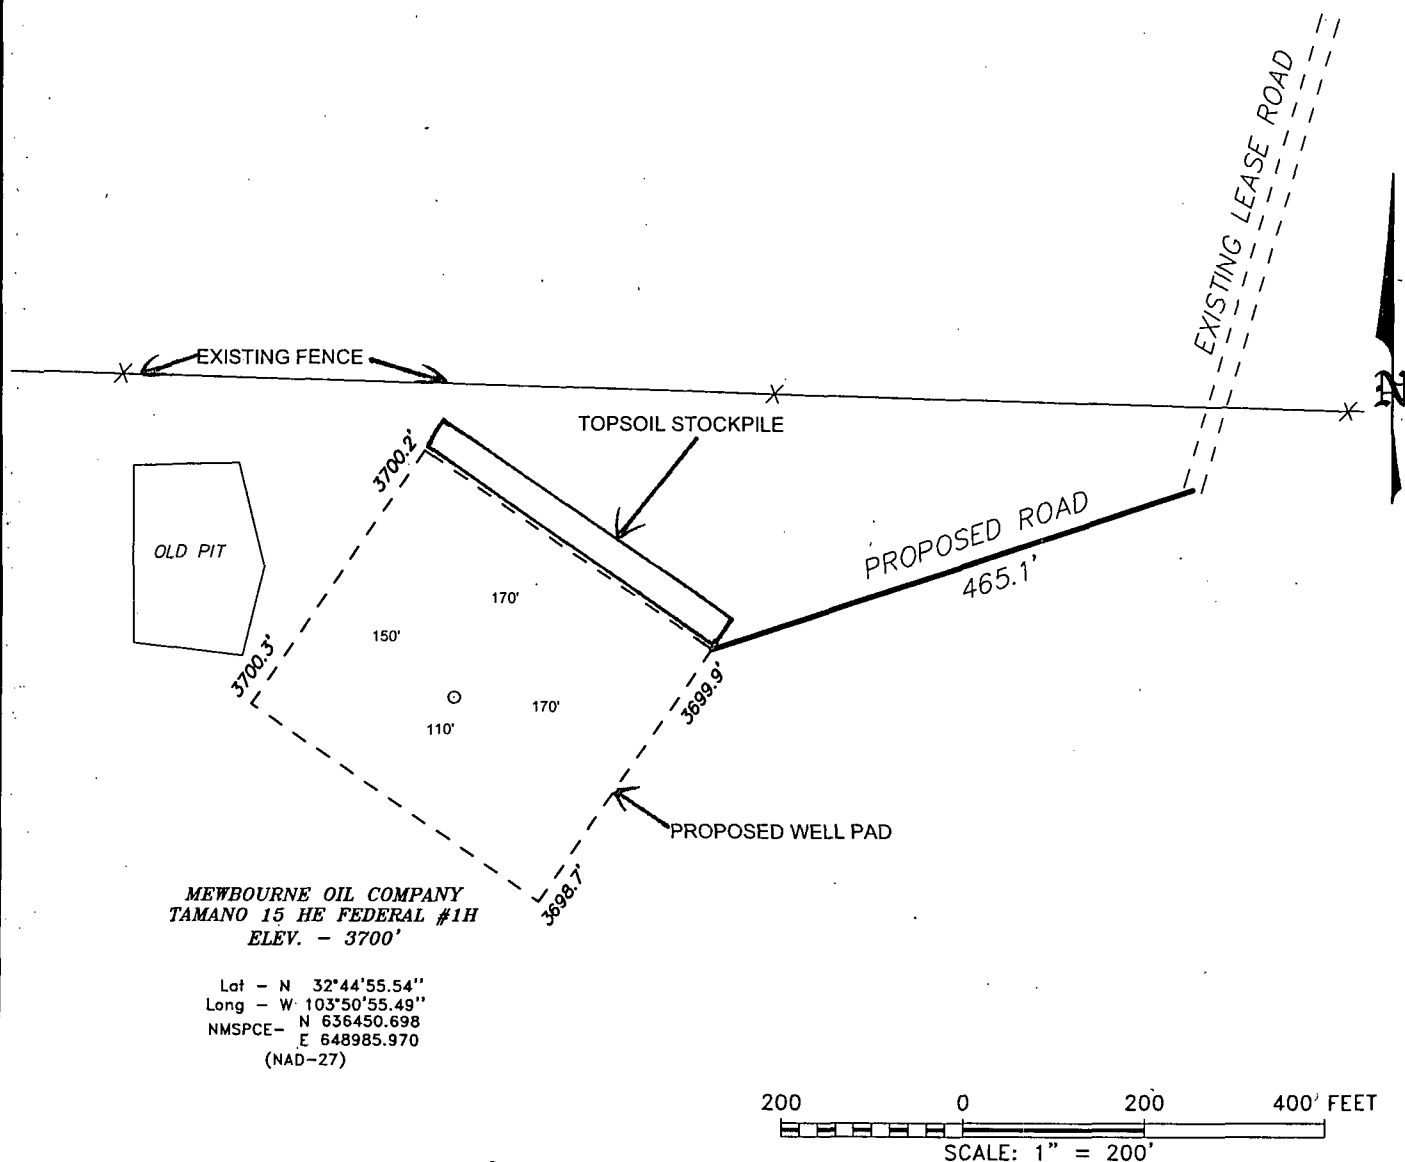 EXISTING LEASE ROAD
EXISTING FENCE
N
TOPSOIL STOCKPILE
3700.2'
OLD PIT
PROPOSED ROAD
465.1'
170'
150'
3700.3'
3699.9'
170'
110'
PROPOSED WELL PAD
3698.7'
MEWBOURNE OIL COMPANY
TAMANO 15 HE FEDERAL #1H
ELEV. - 3700'
Lat - N 32°44'55.54"
Long - W 103°50'55.49"
NMSPCE- N 636450.698
E 648985.970
(NAD-27)
200 0 200 400' FEET
SCALE: 1" = 200'